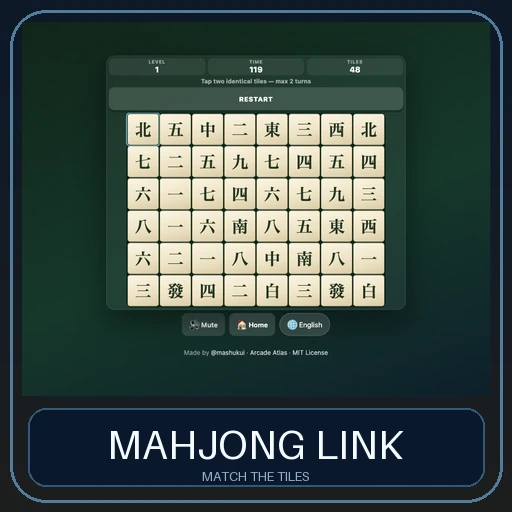 LEVEL TIME TILES
1 119 48
Tap two identical tiles — max 2 turns
RESTART
北 五 中 二 東 三 西 北
七 二 五 九 七 四 五 四
六 一 七 四 六 七 九 三
八 一 六 南 八 五 東 西
六 二 一 八 中 南 八 一
三 發 四 二 白 三 發 白
Mute Home English
Made by @mashukui · Arcade Atlas · MIT License
MAHJONG LINK
MATCH THE TILES